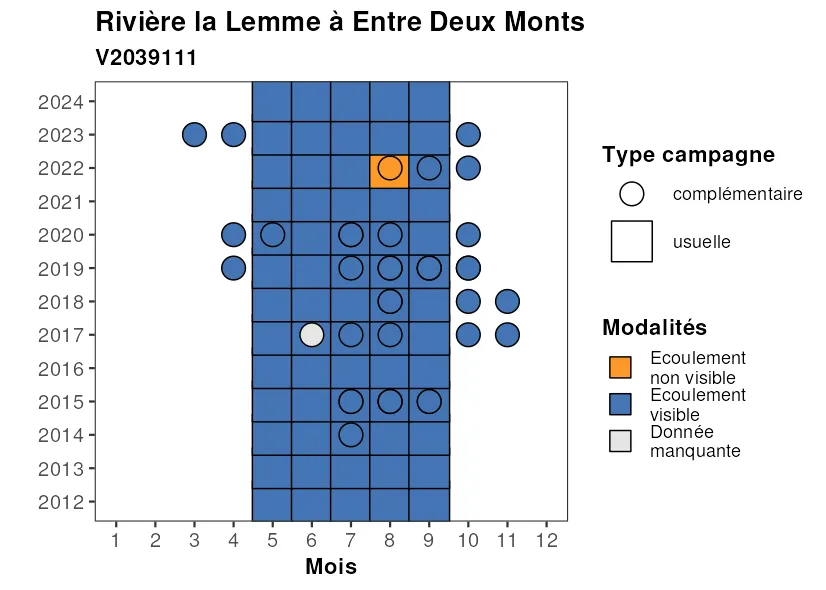 Rivière la Lemme à Entre Deux Monts
V2039111
2024
2023
2022
2021
2020
2019
2018
2017
2016
2015
2014
2013
2012
1 2 3 4 5 6 7 8 9 10 11 12
Mois
Type campagne
complémentaire
usuelle
Modalités
Ecoulement
non visible
Ecoulement
visible
Donnée
manquante